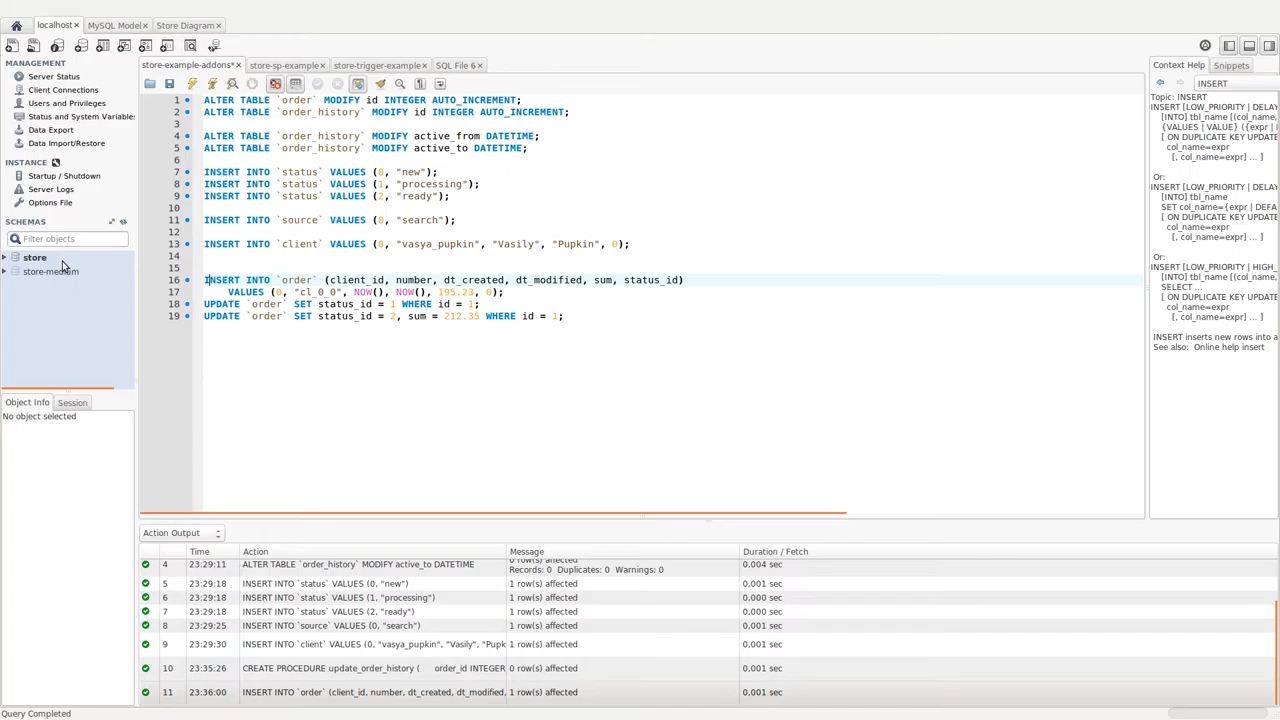 localhost× MySQL Model× Store Diagram×
MANAGEMENT
Server Status
Client Connections
Users and Privileges
Status and System Variable
Data Export
Data Import/Restore
INSTANCE
Startup / Shutdown
Server Logs
Options File
SCHEMAS
Filter objects
store
store-medium
Object Info Session
No object selected
store-example-addons*× store-sp-example× store-trigger-example× SQL File 6×
1 ALTER TABLE `order` MODIFY id INTEGER AUTO_INCREMENT;
2 ALTER TABLE `order_history` MODIFY id INTEGER AUTO_INCREMENT;
3
4 ALTER TABLE `order_history` MODIFY active_from DATETIME;
5 ALTER TABLE `order_history` MODIFY active_to DATETIME;
6
7 INSERT INTO `status` VALUES (0, "new");
8 INSERT INTO `status` VALUES (1, "processing");
9 INSERT INTO `status` VALUES (2, "ready");
10
11 INSERT INTO `source` VALUES (0, "search");
12
13 INSERT INTO `client` VALUES (0, "vasya_pupkin", "Vasily", "Pupkin", 0);
14
15
16 INSERT INTO `order` (client_id, number, dt_created, dt_modified, sum, status_id)
17 VALUES (0, "cl_0_0", NOW(), NOW(), 195.23, 0);
18 UPDATE `order` SET status_id = 1 WHERE id = 1;
19 UPDATE `order` SET status_id = 2, sum = 212.35 WHERE id = 1;
Context Help Snippets
INSERT
Topic: INSERT
INSERT [LOW_PRIORITY | DELAY
[INTO] tbl_name [(col_name,
{VALUES | VALUE} ({expr |
[ ON DUPLICATE KEY UPDATE
col_name=expr
[, col_name=expr] ... ]
Or:
INSERT [LOW_PRIORITY | DELAY
[INTO] tbl_name
SET col_name={expr | DEFA
[ ON DUPLICATE KEY UPDATE
col_name=expr
[, col_name=expr] ... ]
Or:
INSERT [LOW_PRIORITY | HIGH_
[INTO] tbl_name [(col_name,
SELECT ...
[ ON DUPLICATE KEY UPDATE
col_name=expr
[, col_name=expr] ... ]
INSERT inserts new rows into a
See also: Online help insert
Action Output
Time Action Message Duration / Fetch
4 23:29:11 ALTER TABLE `order_history` MODIFY active_to DATETIME 0 row(s) affected
Records: 0 Duplicates: 0 Warnings: 0 0,004 sec
5 23:29:18 INSERT INTO `status` VALUES (0, "new") 1 row(s) affected 0,001 sec
6 23:29:18 INSERT INTO `status` VALUES (1, "processing") 1 row(s) affected 0,000 sec
7 23:29:18 INSERT INTO `status` VALUES (2, "ready") 1 row(s) affected 0,000 sec
8 23:29:25 INSERT INTO `source` VALUES (0, "search") 1 row(s) affected 0,001 sec
9 23:29:30 INSERT INTO `client` VALUES (0, "vasya_pupkin", "Vasily", "Pupk 1 row(s) affected 0,001 sec
10 23:35:26 CREATE PROCEDURE update_order_history ( order_id INTEGER 0 row(s) affected 0,001 sec
11 23:36:00 INSERT INTO `order` (client_id, number, dt_created, dt_modified, 1 row(s) affected 0,001 sec
Query Completed